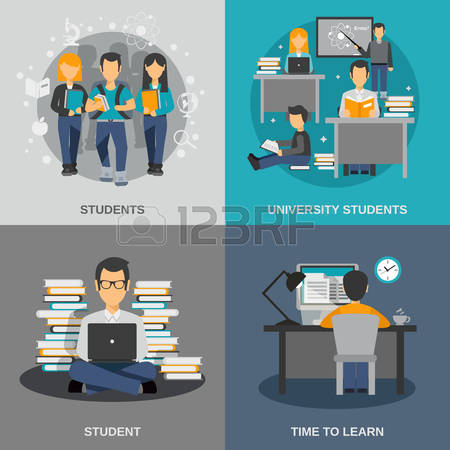 STUDENTS
UNIVERSITY STUDENTS
123RF
STUDENT
TIME TO LEARN